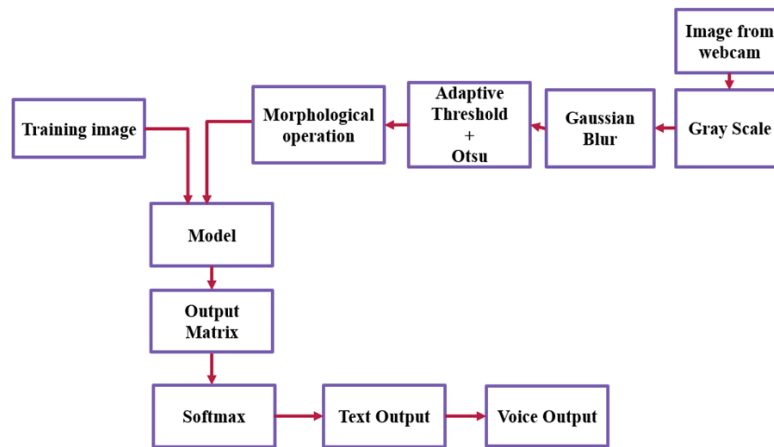 Image from
webcam
Training image
Morphological
operation
Adaptive
Threshold
+
Otsu
Gaussian
Blur
Gray Scale
Model
Output
Matrix
Softmax
Text Output
Voice Output